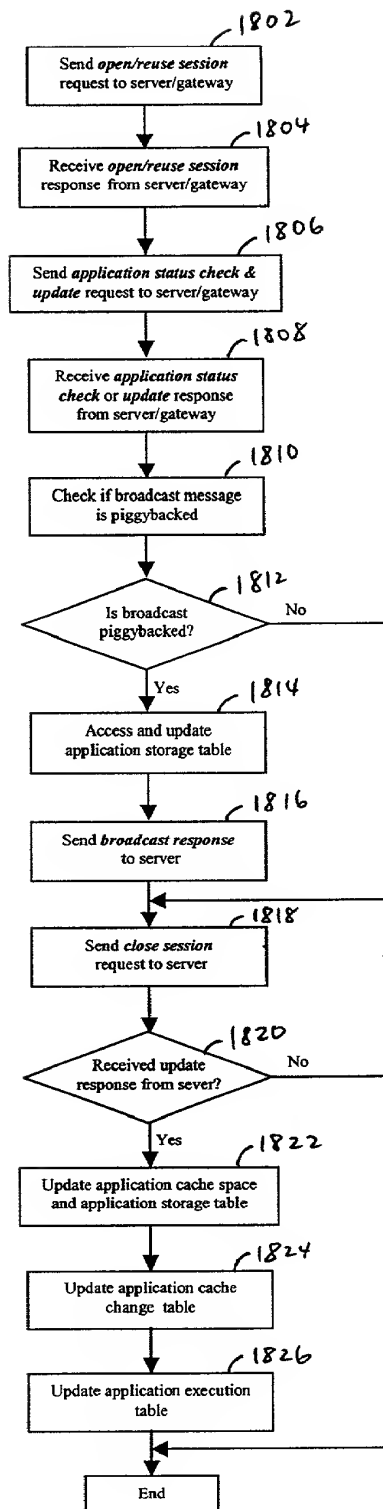 1802
Send open/reuse session
request to server/gateway
1804
Receive open/reuse session
response from server/gateway
1806
Send application status check &
update request to server/gateway
1808
Receive application status
check or update response
from server/gateway
1810
Check if broadcast message
is piggybacked
1812
Is broadcast
piggybacked?
No
Yes
1814
Access and update
application storage table
1816
Send broadcast response
to server
1818
Send close session
request to server
1820
Received update
response from sever?
No
Yes
1822
Update application cache space
and application storage table
1824
Update application cache
change table
1826
Update application execution
table
End